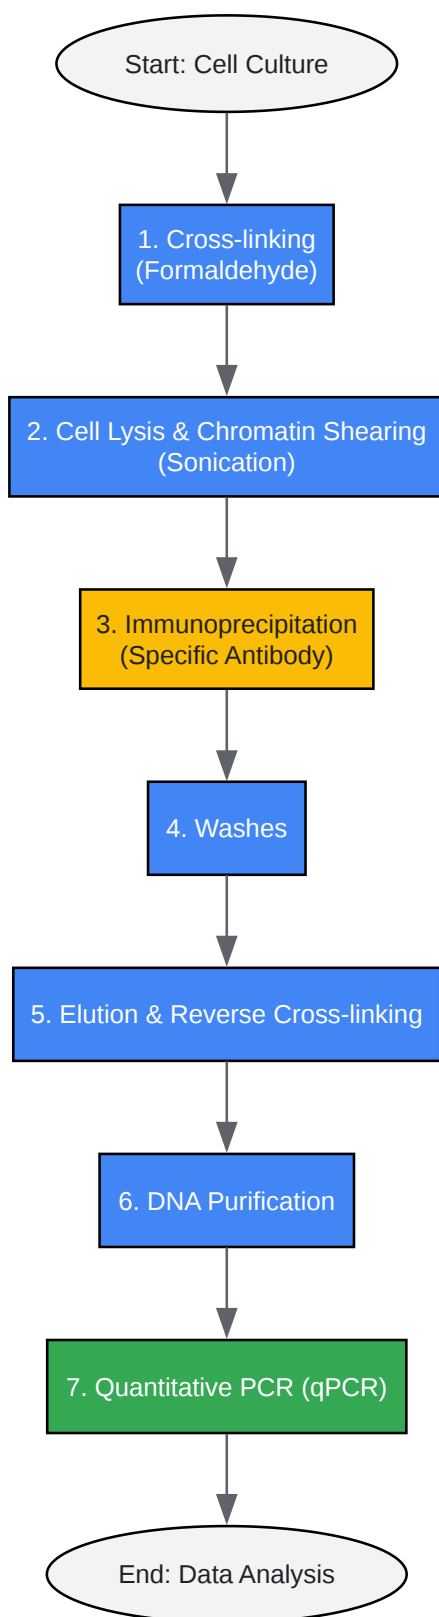 Start: Cell Culture
1. Cross-linking
(Formaldehyde)
2. Cell Lysis & Chromatin Shearing
(Sonication)
3. Immunoprecipitation
(Specific Antibody)
4. Washes
5. Elution & Reverse Cross-linking
6. DNA Purification
7. Quantitative PCR (qPCR)
End: Data Analysis